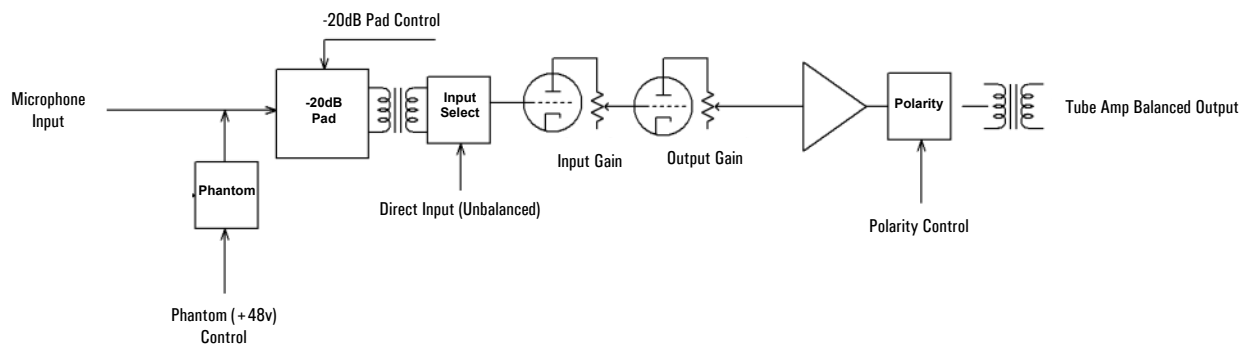 -20dB Pad Control
Microphone
Input
-20dB
Pad
Input
Select
Polarity
Tube Amp Balanced Output
Input Gain
Output Gain
Phantom
Direct Input (Unbalanced)
Polarity Control
Phantom (+48v)
Control